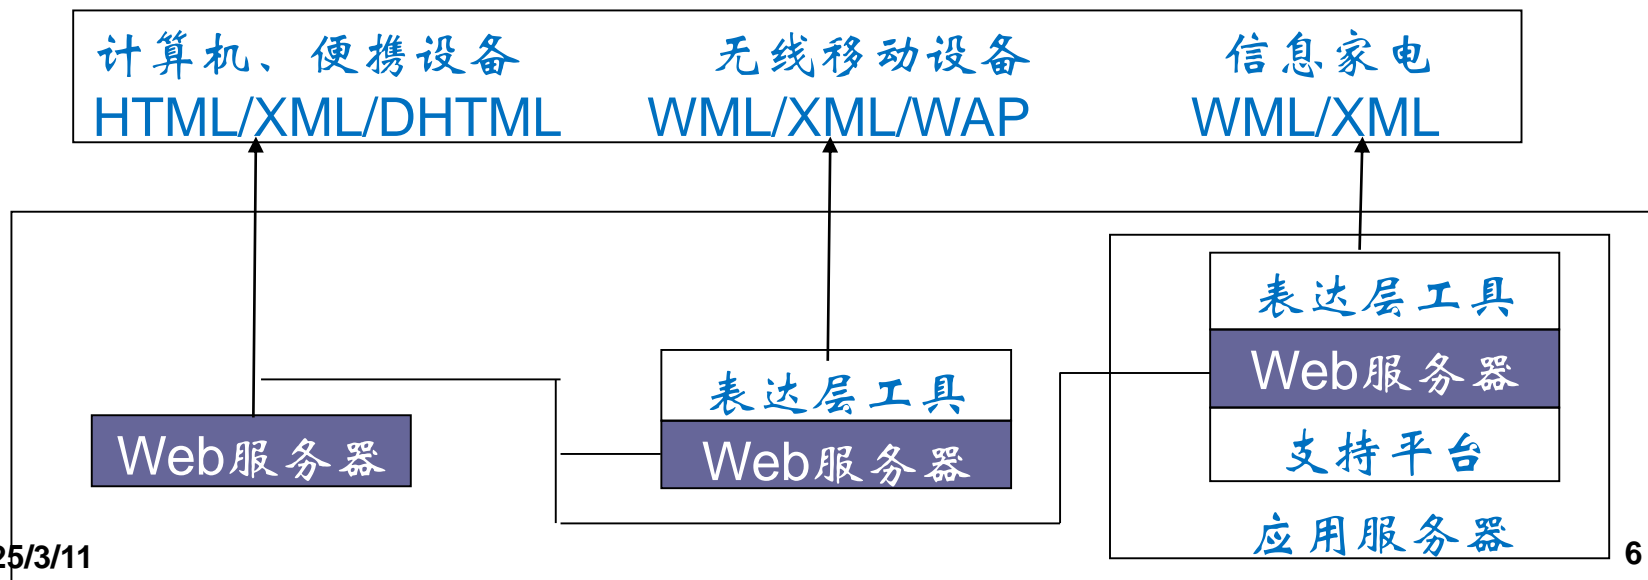 计算机、便携设备 无线移动设备 信息家电
HTML/XML/DHTML WML/XML/WAP WML/XML
表达层工具
Web服务器
支持平台
应用服务器
表达层工具
Web服务器
Web服务器
25/3/11
6